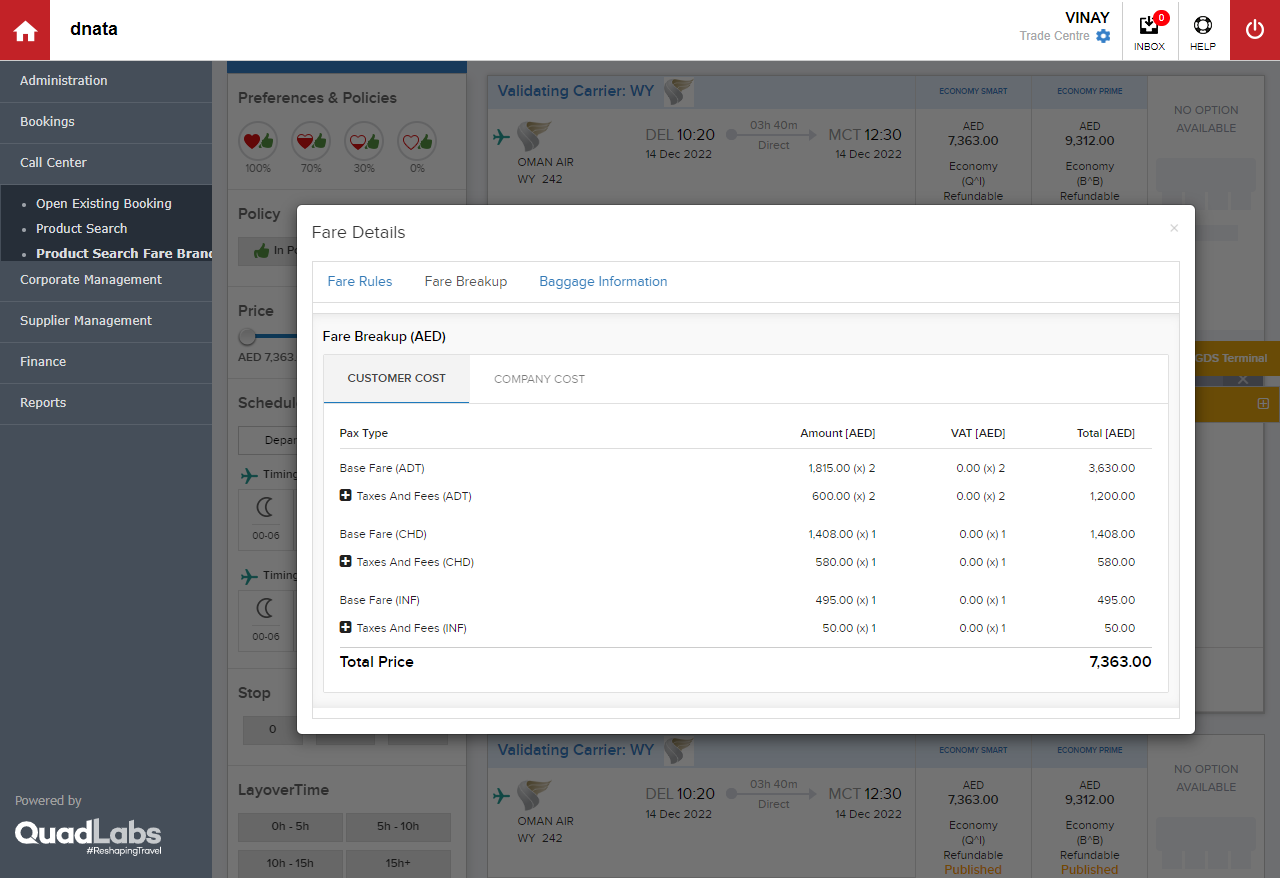 dnata
VINAY
Trade Centre
0
INBOX
HELP
Administration
Bookings
Call Center
Open Existing Booking
Product Search
Product Search Fare Branc
Corporate Management
Supplier Management
Finance
Reports
Powered by
QuadLabs
#ReshapingTravel
Preferences & Policies
100% 70% 30% 0%
Policy
In Po
Price
AED 7,363.
Schedul
Depar
Timing
00-06
Timing
00-06
Stop
0
LayoverTime
0h - 5h 5h - 10h
10h - 15h 15h+
Validating Carrier: WY ECONOMY SMART ECONOMY PRIME
NO OPTION
AVAILABLE
OMAN AIR
WY 242
DEL 10:20 03h 40m MCT 12:30
14 Dec 2022 Direct 14 Dec 2022
AED AED
7,363.00 9,312.00
Economy Economy
(Q^I) (B^B)
Refundable Refundable
GDS Terminal
Fare Details ×
Fare Rules Fare Breakup Baggage Information
Fare Breakup (AED)
CUSTOMER COST COMPANY COST
Pax Type Amount [AED] VAT [AED] Total [AED]
Base Fare (ADT) 1,815.00 (x) 2 0.00 (x) 2 3,630.00
Taxes And Fees (ADT) 600.00 (x) 2 0.00 (x) 2 1,200.00
Base Fare (CHD) 1,408.00 (x) 1 0.00 (x) 1 1,408.00
Taxes And Fees (CHD) 580.00 (x) 1 0.00 (x) 1 580.00
Base Fare (INF) 495.00 (x) 1 0.00 (x) 1 495.00
Taxes And Fees (INF) 50.00 (x) 1 0.00 (x) 1 50.00
Total Price 7,363.00
Validating Carrier: WY ECONOMY SMART ECONOMY PRIME
NO OPTION
AVAILABLE
OMAN AIR
WY 242
DEL 10:20 03h 40m MCT 12:30
14 Dec 2022 Direct 14 Dec 2022
AED AED
7,363.00 9,312.00
Economy Economy
(Q^I) (B^B)
Refundable Refundable
Published Published